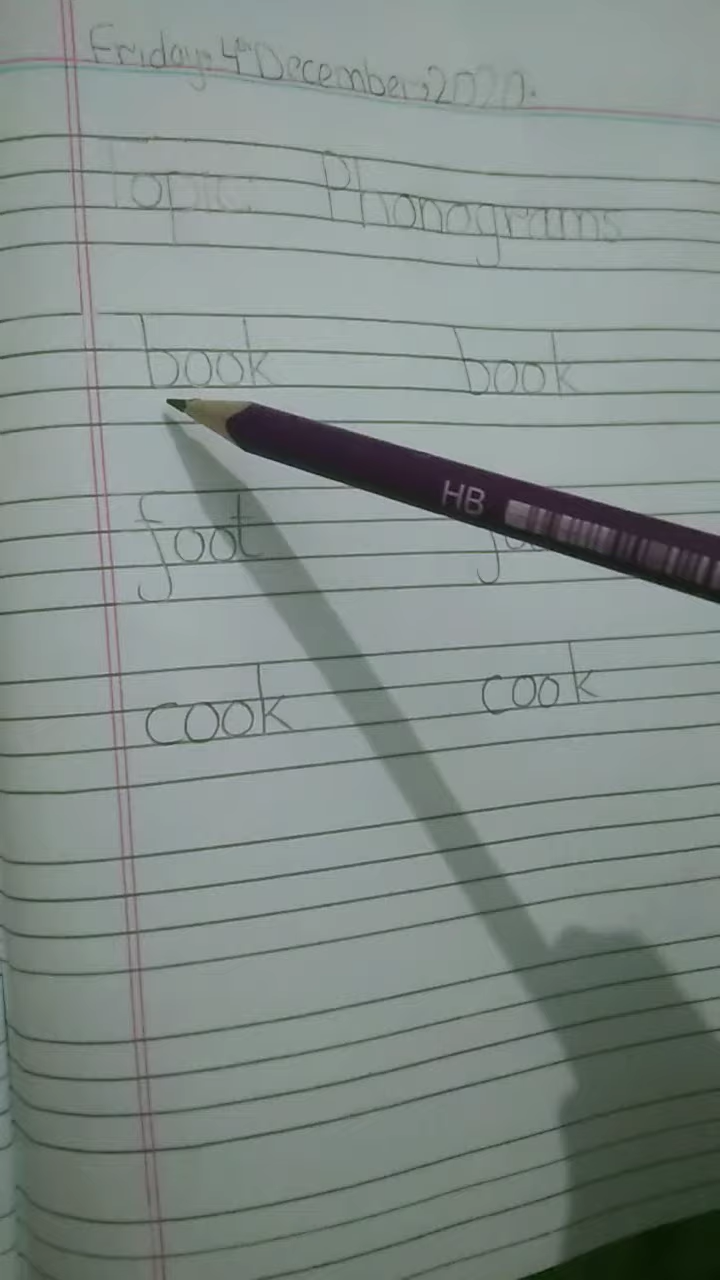 Friday, 4th December, 2020.
Topic: Phonograms
book book
HB
foot
cook cook